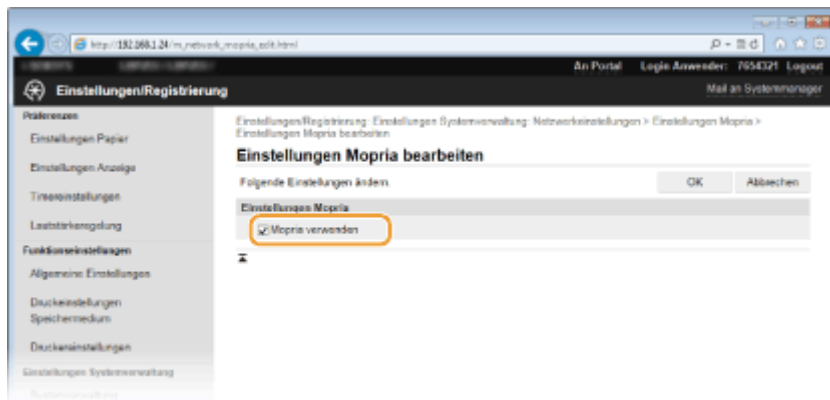 http://192.168.1.24/m_network_mopria_edit.html
An Portal Login Anwender: 7654321 Logout
Einstellungen/Registrierung
Mail an Systemmanager
Präferenzen
Einstellungen Papier
Einstellungen Anzeige
Timereinstellungen
Lautstärkeregelung
Funktionseinstellungen
Allgemeine Einstellungen
Druckeinstellungen
Speichermedium
Druckereinstellungen
Einstellungen Systemverwaltung
Einstellungen/Registrierung: Einstellungen Systemverwaltung: Netzwerkeinstellungen > Einstellungen Mopria >
Einstellungen Mopria bearbeiten
Einstellungen Mopria bearbeiten
Folgende Einstellungen ändern.
OK
Abbrechen
Einstellungen Mopria
Mopria verwenden